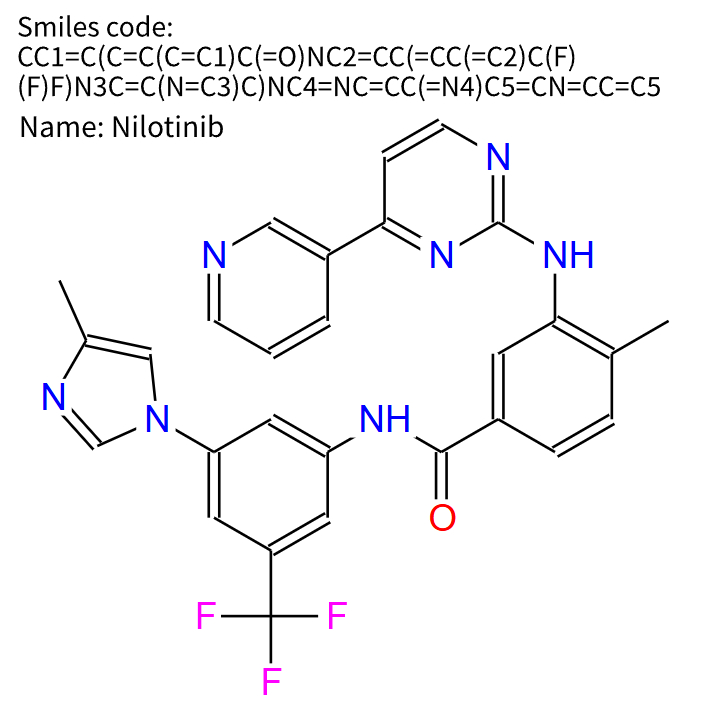 Smiles code:
CC1=C(C=C(C=C1)C(=O)NC2=CC(=CC(=C2)C(F)
(F)F)N3C=C(N=C3)C)NC4=NC=CC(=N4)C5=CN=CC=C5
Name: Nilotinib
N
N
N
NH
N
N
NH
O
F
F
F